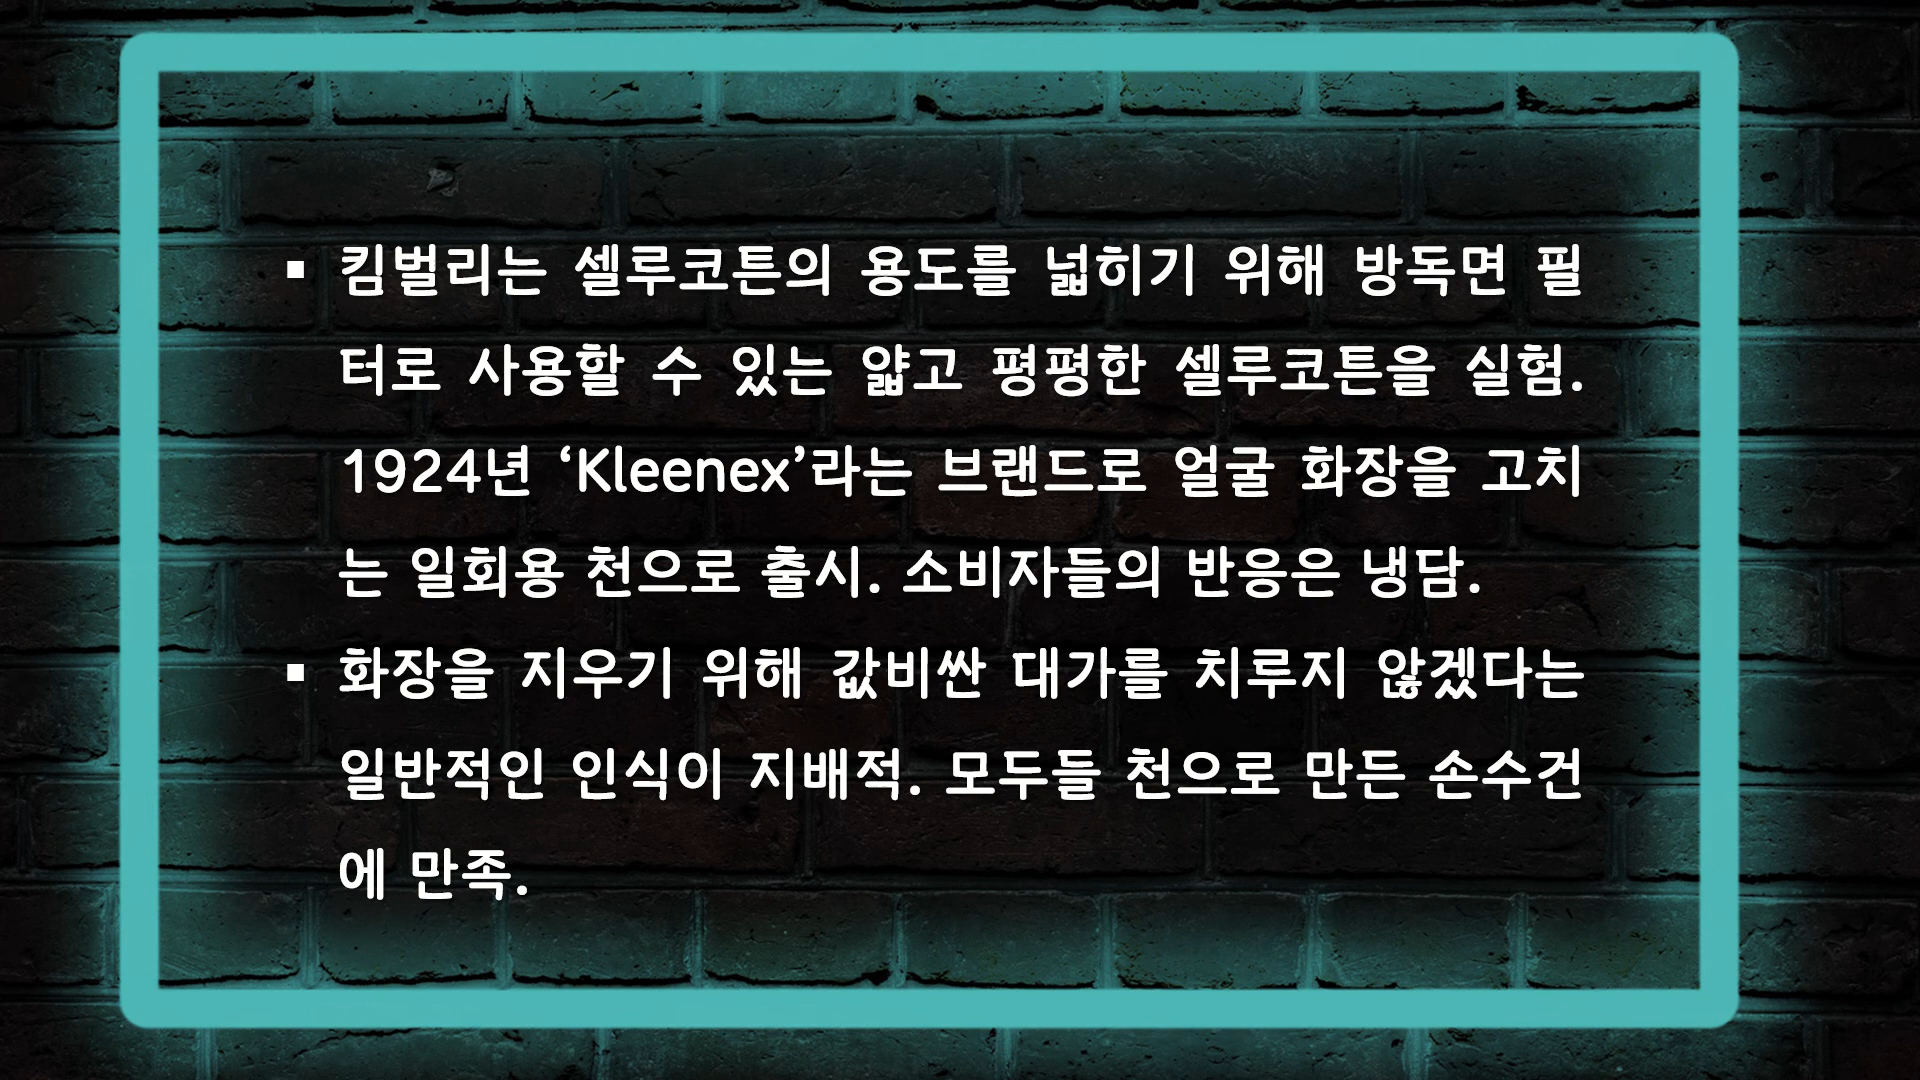 ▪ 킴벌리는 셀루코튼의 용도를 넓히기 위해 방독면 필
터로 사용할 수 있는 얇고 평평한 셀루코튼을 실험.
1924년 ‘Kleenex’라는 브랜드로 얼굴 화장을 고치
는 일회용 천으로 출시. 소비자들의 반응은 냉담.
▪ 화장을 지우기 위해 값비싼 대가를 치루지 않겠다는
일반적인 인식이 지배적. 모두들 천으로 만든 손수건
에 만족.